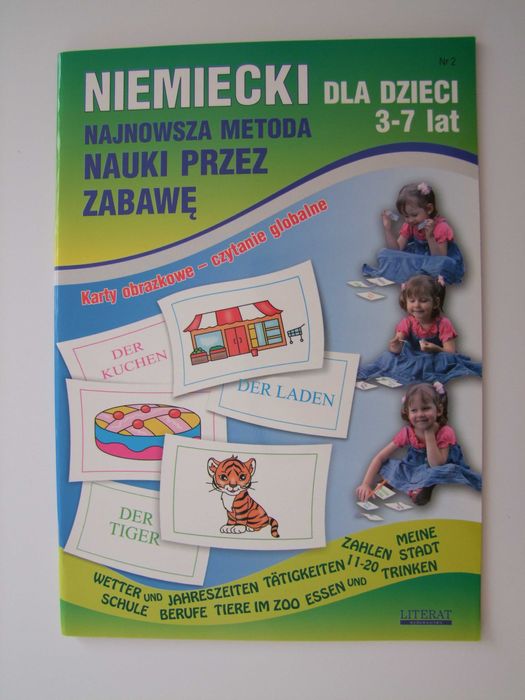 Nr 2
NIEMIECKI DLA DZIECI
3-7 lat
NAJNOWSZA METODA
NAUKI PRZEZ
ZABAWĘ
Karty obrazkowe – czytanie globalne
DER
KUCHEN
DER LADEN
DER
TIGER
WETTER UND JAHRESZEITEN TÄTIGKEITEN ZAHLEN 11-20 MEINE STADT
SCHULE BERUFE TIERE IM ZOO ESSEN UND TRINKEN
LITERAT